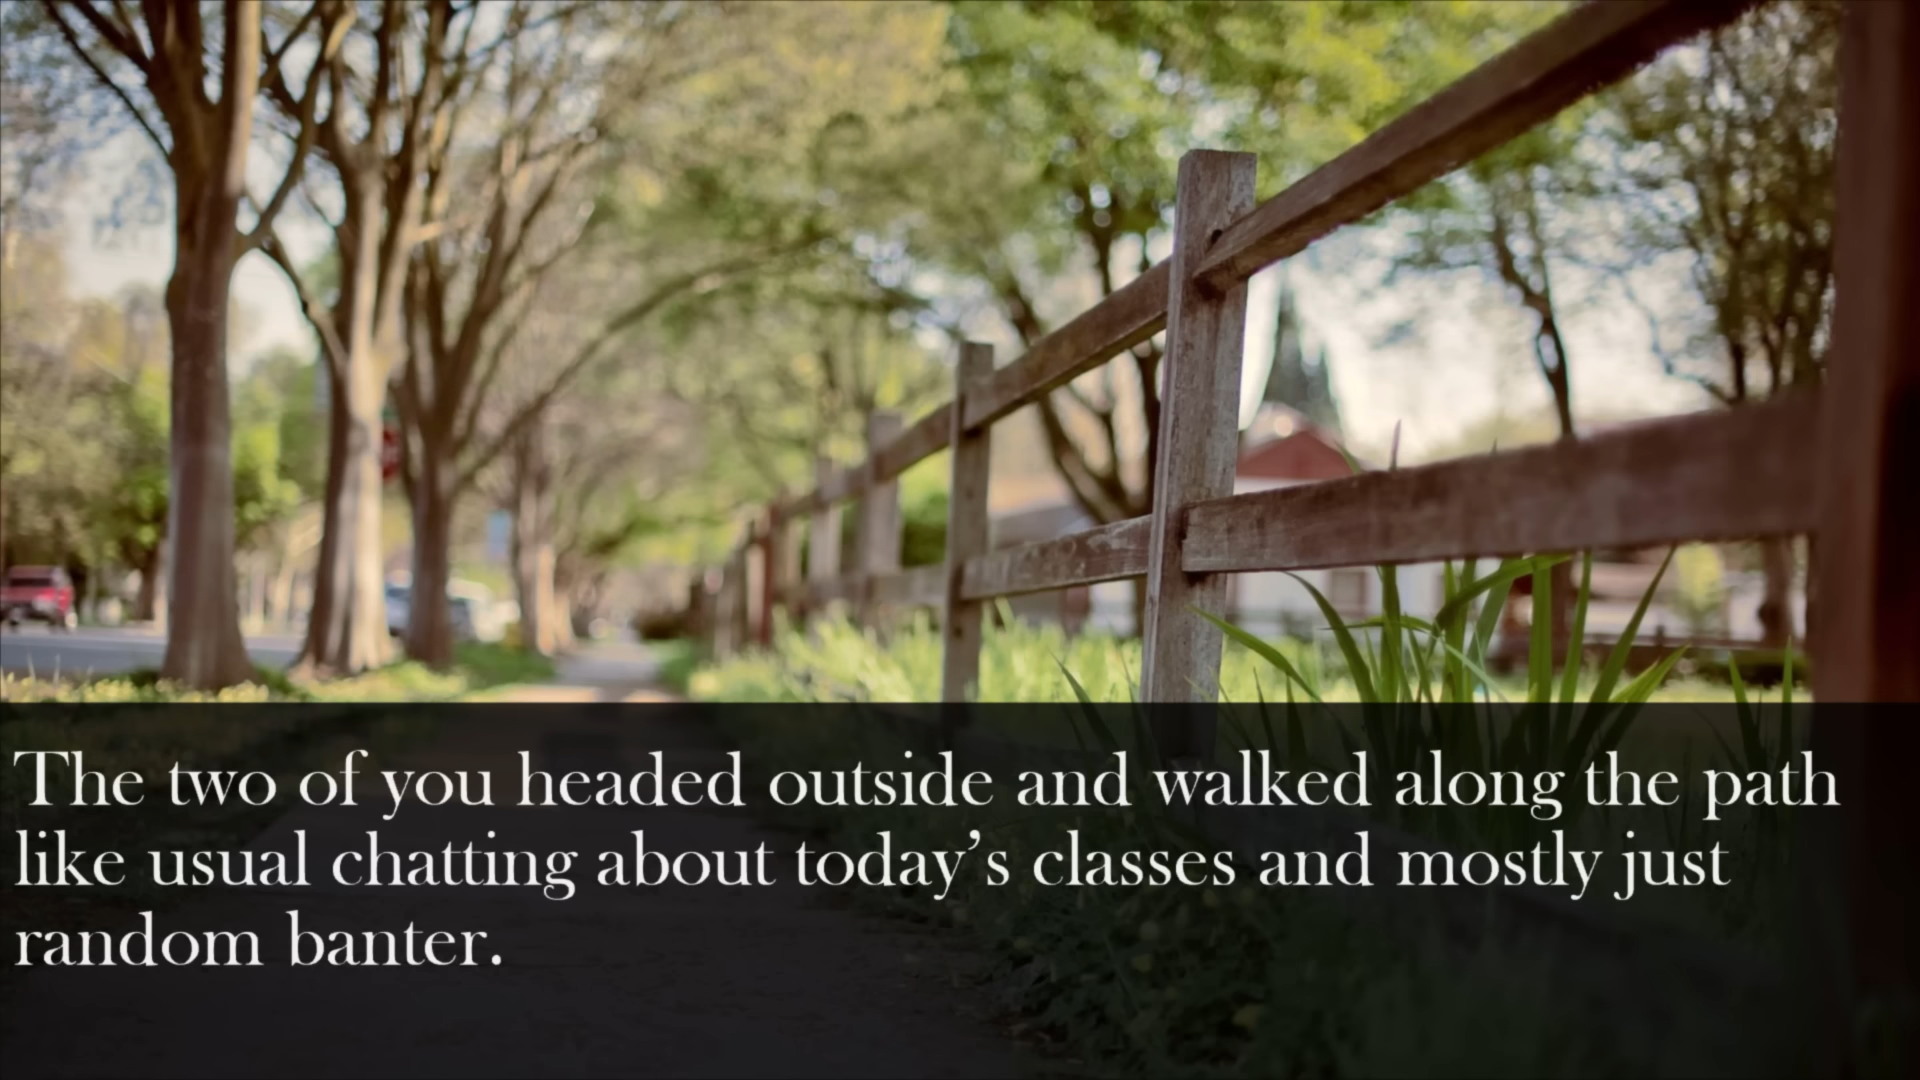 The two of you headed outside and walked along the path
like usual chatting about today’s classes and mostly just
random banter.